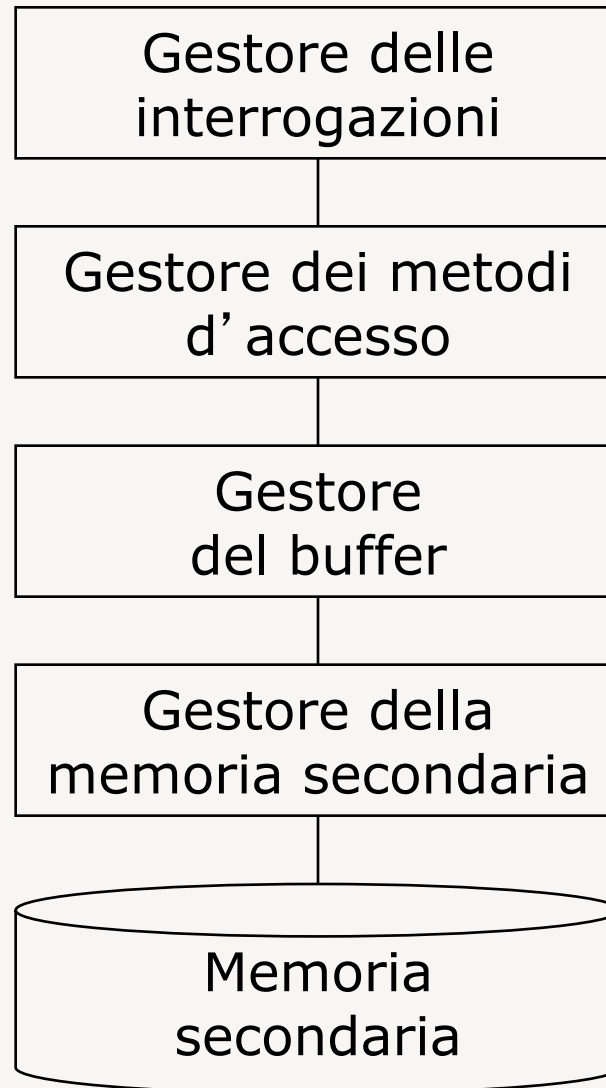 Gestore delle
interrogazioni
Gestore dei metodi
d’accesso
Gestore
del buffer
Gestore della
memoria secondaria
Memoria
secondaria